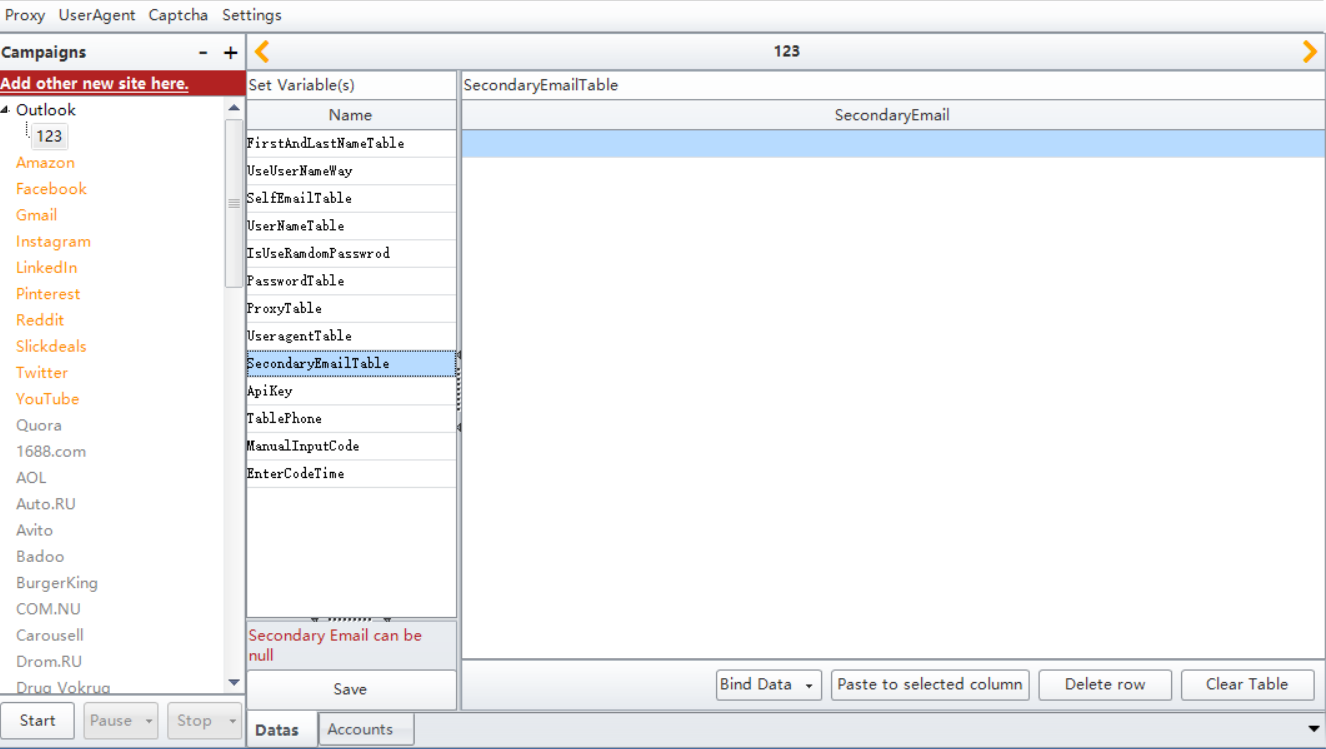 Proxy UserAgent Captcha Settings
Campaigns - +
123
Add other new site here.
Set Variable(s)
SecondaryEmailTable
Outlook
Name
SecondaryEmail
123
FirstAndLastNameTable
Amazon
UseUserNameWay
Facebook
SelfEmailTable
Gmail
UserNameTable
Instagram
IsUseRandomPasswrod
LinkedIn
PasswordTable
Pinterest
ProxyTable
Reddit
UseragentTable
Slickdeals
SecondaryEmailTable
Twitter
ApiKey
YouTube
TablePhone
Quora
ManualInputCode
1688.com
EnterCodeTime
AOL
Auto.RU
Avito
Badoo
BurgerKing
COM.NU
Carousell
Drom.RU
Drug Vokrug
Secondary Email can be
null
Save
Bind Data
Paste to selected column
Delete row
Clear Table
Start
Pause
Stop
Datas
Accounts